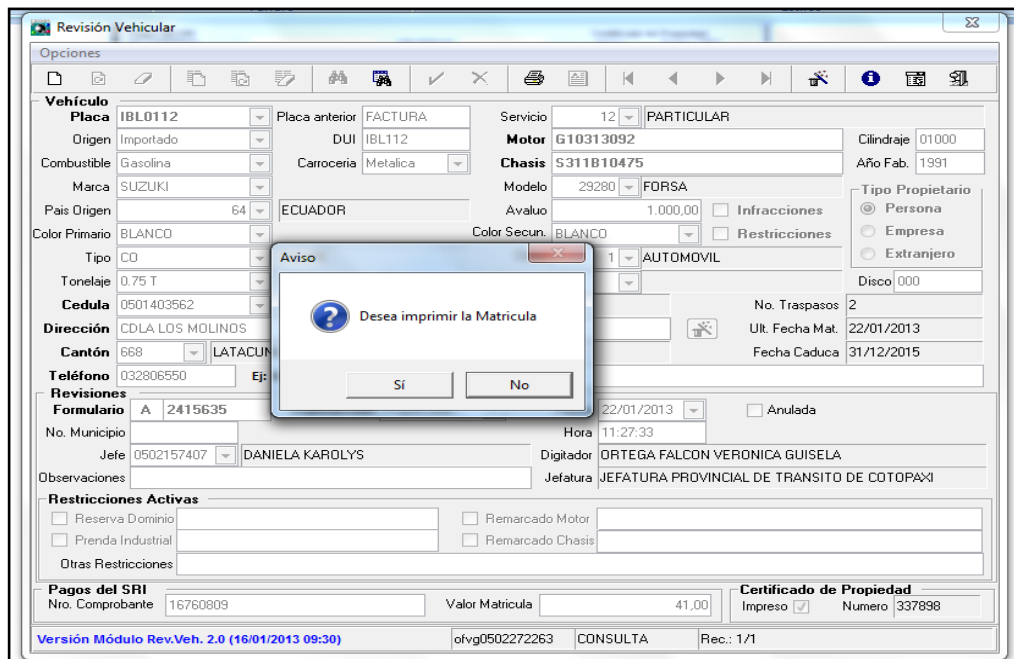 Revisión Vehicular
Opciones
Vehículo
Placa IBL0112 Placa anterior FACTURA Servicio 12 PARTICULAR
Origen Importado DUI IBL112 Motor G10313092 Cilindraje 01000
Combustible Gasolina Carroceria Metalica Chasis S311B10475 Año Fab. 1991
Marca SUZUKI Modelo 29280 FORSA Tipo Propietario
Pais Origen 64 ECUADOR Avaluo 1.000,00 Infracciones Persona
Color Primario BLANCO Color Secun. BLANCO Restricciones Empresa
Tipo CO 1 AUTOMOVIL Extranjero
Tonelaje 0.75 T Disco 000
Cedula 0501403562 No. Traspasos 2
Dirección CDLA LOS MOLINOS Ult. Fecha Mat. 22/01/2013
Cantón 668 LATACUN Fecha Caduca 31/12/2015
Teléfono 032806550 Ej:
Aviso
Desea imprimir la Matricula
Sí No
Revisiones
Formulario A 2415635 22/01/2013 Anulada
No. Municipio Hora 11:27:33
Jefe 0502157407 DANIELA KAROLYS Digitador ORTEGA FALCON VERONICA GUISELA
Observaciones Jefatura JEFATURA PROVINCIAL DE TRANSITO DE COTOPAXI
Restricciones Activas
Reserva Dominio Remarcado Motor
Prenda Industrial Remarcado Chasis
Otras Restricciones
Pagos del SRI Certificado de Propiedad
Nro. Comprobante 16760809 Valor Matricula 41,00 Impreso Numero 337898
Versión Módulo Rev.Veh. 2.0 (16/01/2013 09:30) ofvg0502272263 CONSULTA Rec.: 1/1